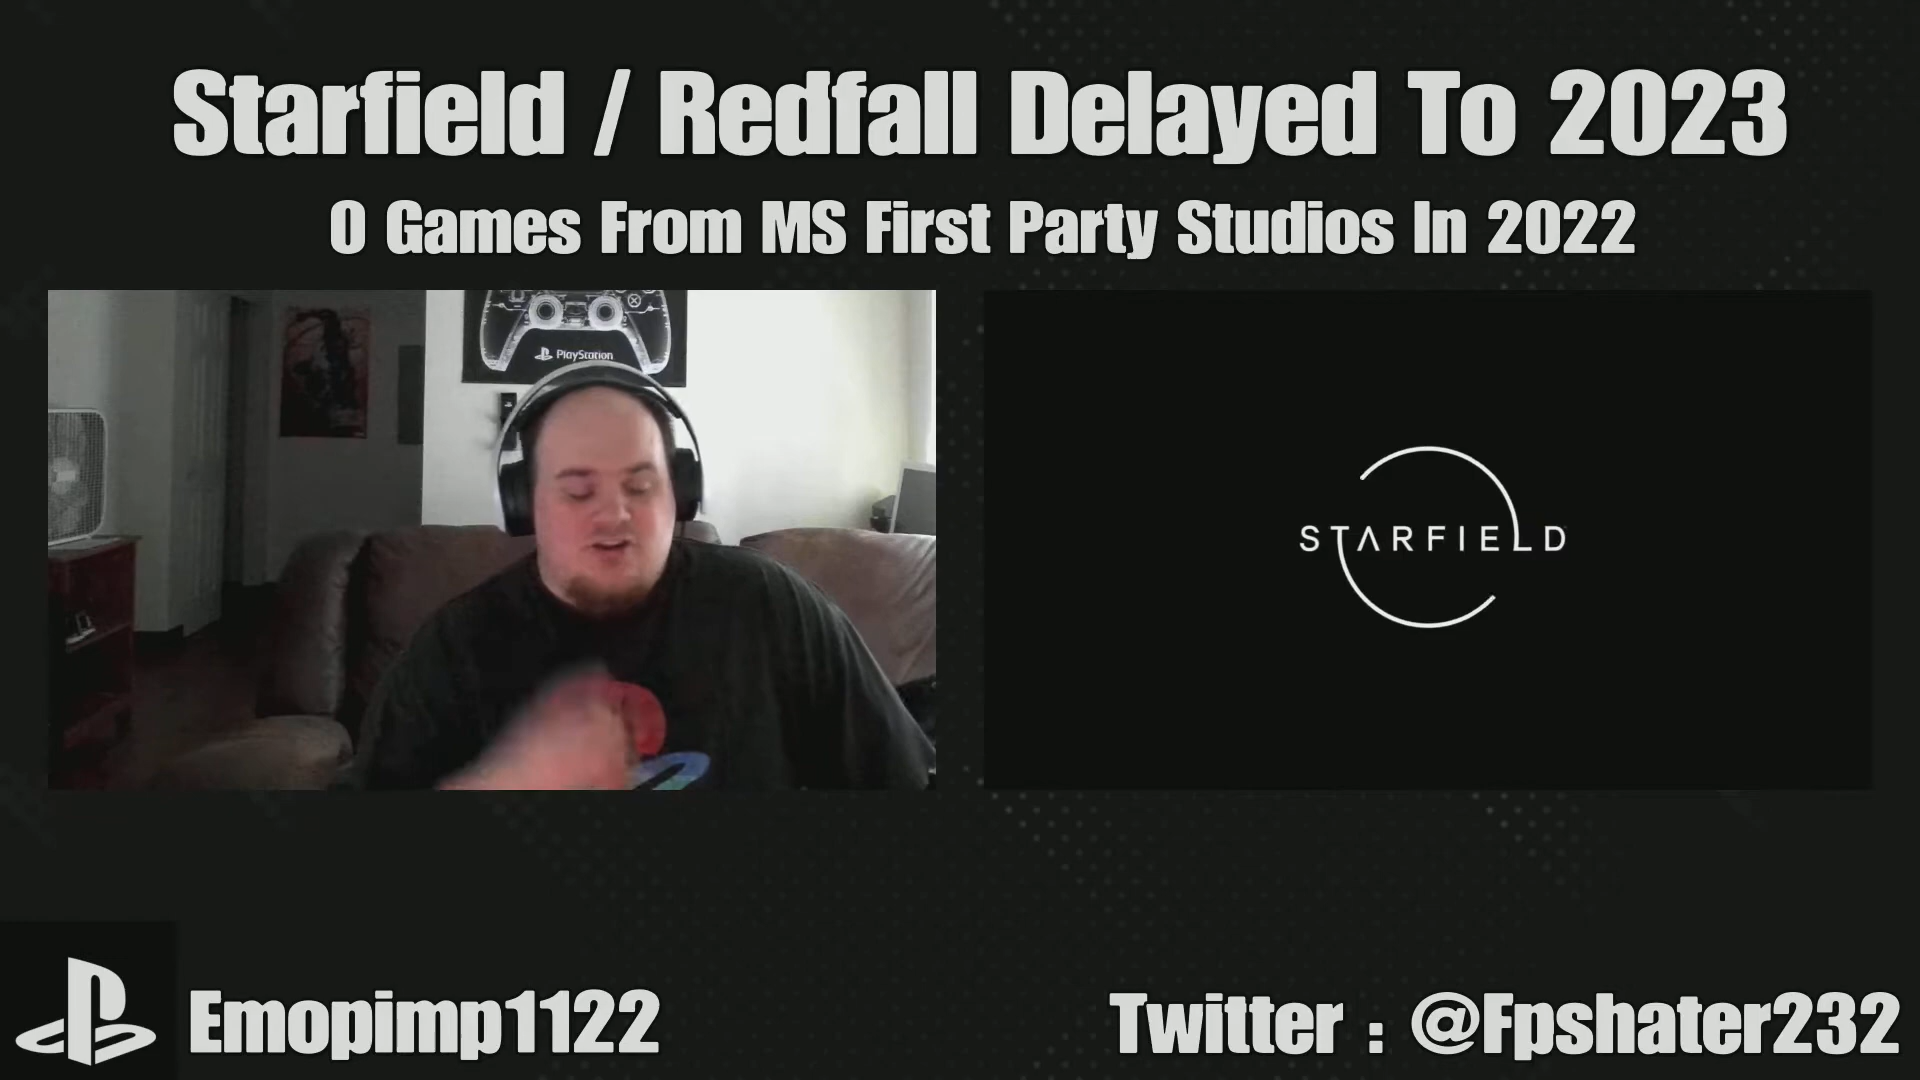 Starfield / Redfall Delayed To 2023
0 Games From MS First Party Studios In 2022
PlayStation
STARFIELD
Emopimp1122
Twitter : @Fpshater232